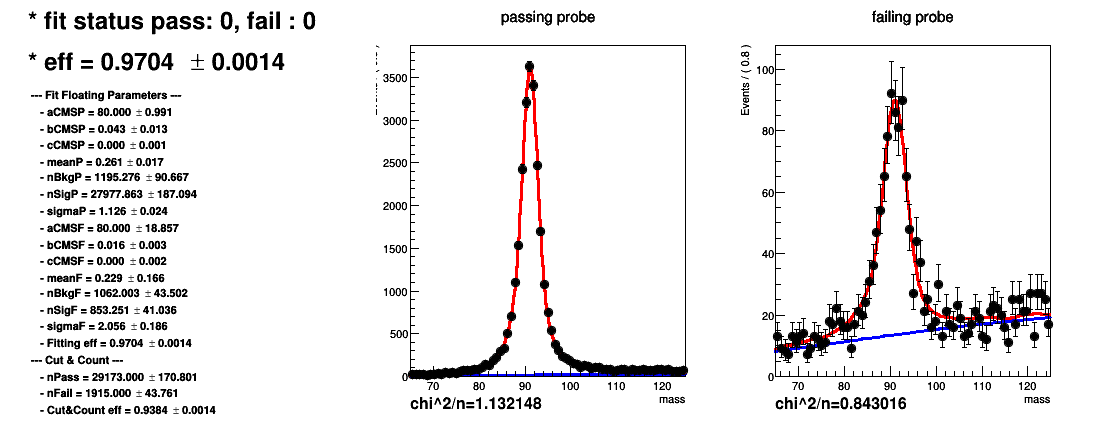 * fit status pass: 0, fail : 0
* eff = 0.9704 ± 0.0014
--- Fit Floating Parameters ---
- aCMSP = 80.000 ± 0.991
- bCMSP = 0.043 ± 0.013
- cCMSP = 0.000 ± 0.001
- meanP = 0.261 ± 0.017
- nBkgP = 1195.276 ± 90.667
- nSigP = 27977.863 ± 187.094
- sigmaP = 1.126 ± 0.024
- aCMSF = 80.000 ± 18.857
- bCMSF = 0.016 ± 0.003
- cCMSF = 0.000 ± 0.002
- meanF = 0.229 ± 0.166
- nBkgF = 1062.003 ± 43.502
- nSigF = 853.251 ± 41.036
- sigmaF = 2.056 ± 0.186
- Fitting eff = 0.9704 ± 0.0014
--- Cut & Count ---
- nPass = 29173.000 ± 170.801
- nFail = 1915.000 ± 43.761
- Cut&Count eff = 0.9384 ± 0.0014
passing probe
3500
3000
2500
2000
1500
1000
500
0
70 80 90 100 110 120
mass
chi^2/n=1.132148
failing probe
Events / ( 0.8 )
100
80
60
40
20
0
70 80 90 100 110 120
mass
chi^2/n=0.843016